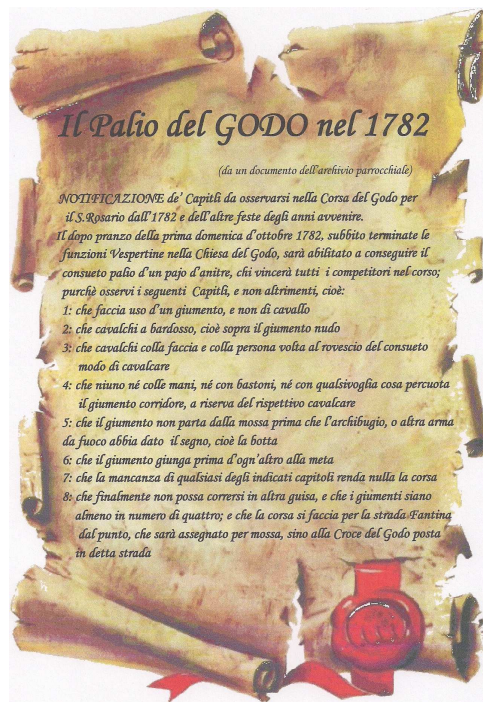 Il Palio del GODO nel 1782
(da un documento dell'archivio parrocchiale)
NOTIFICAZIONE de' Capitli da osservarsi nella Corsa del Godo per
il S.Rosario dall'1782 e dell'altre feste degli anni avvenire.
Il dopo pranzo della prima domenica d'ottobre 1782, subbito terminate le
funzioni Vespertine nella Chiesa del Godo, sarà abilitato a conseguire il
consueto palio d'un pajo d'anitre, chi vincerà tutti i competitori nel corso;
purchè osservi i seguenti Capitli, e non altrimenti, cioè:
1: che faccia uso d'un giumento, e non di cavallo
2: che cavalchi a bardosso, cioè sopra il giumento nudo
3: che cavalchi colla faccia e colla persona volta al rovescio del consueto
modo di cavalcare
4: che niuno né colle mani, né con bastoni, né con qualsivoglia cosa percuota
il giumento corridore, a riserva del rispettivo cavalcare
5: che il giumento non parta dalla mossa prima che l'archibugio, o altra arma
da fuoco abbia dato il segno, cioè la botta
6: che il giumento giunga prima d'ogn'altro alla meta
7: che la mancanza di qualsiasi degli indicati capitoli renda nulla la corsa
8: che finalmente non possa corrersi in altra guisa, e che i giumenti siano
almeno in numero di quattro; e che la corsa si faccia per la strada Fantina
dal punto, che sarà assegnato per mossa, sino alla Croce del Godo posta
in detta strada